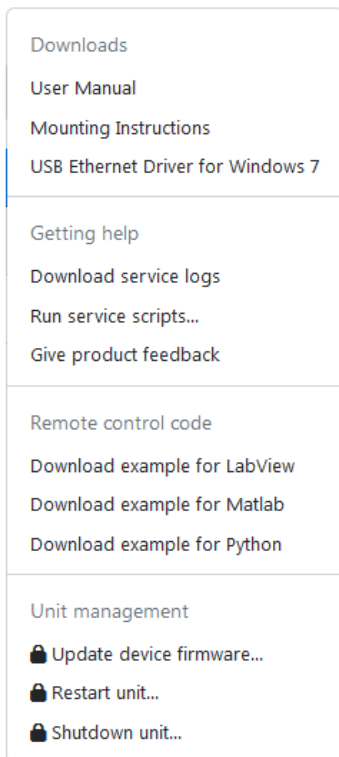 Downloads
User Manual
Mounting Instructions
USB Ethernet Driver for Windows 7
Getting help
Download service logs
Run service scripts...
Give product feedback
Remote control code
Download example for LabView
Download example for Matlab
Download example for Python
Unit management
Update device firmware...
Restart unit...
Shutdown unit...